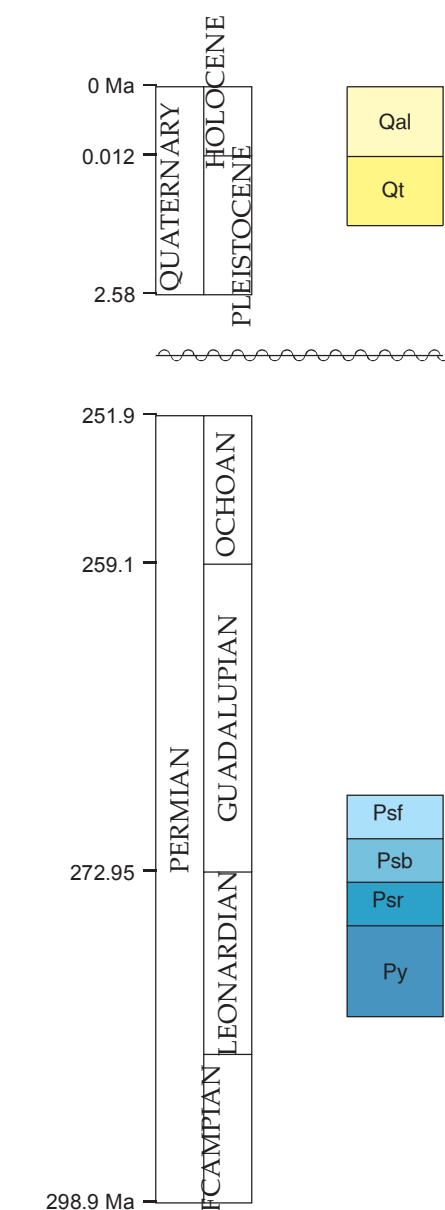 0 Ma
0.012
2.58
QUATERNARY
HOLOCENE
PLEISTOCENE
Qal
Qt
251.9
259.1
272.95
298.9 Ma
PERMIAN
OCHOAN
GUADALUPIAN
LEONARDIAN
FCAMPIAN
Psf
Psb
Psr
Py